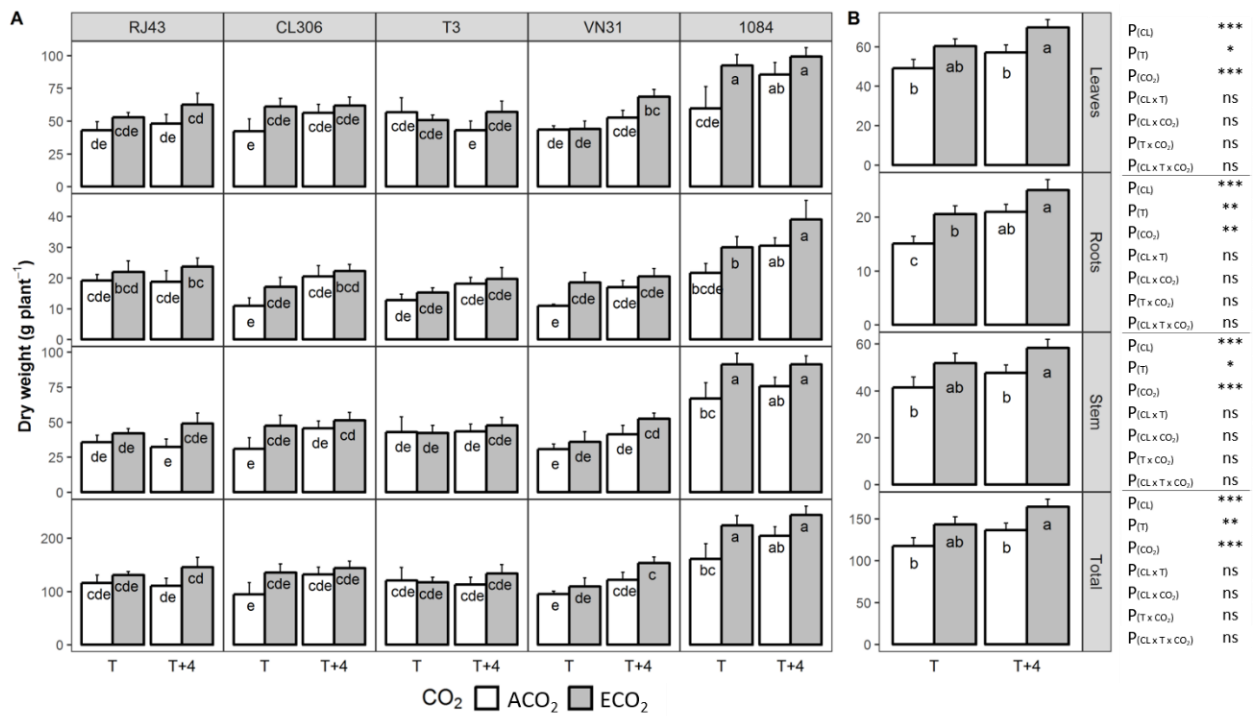 A
RJ43 CL306 T3 VN31 1084
Dry weight (g plant⁻¹)
100
75
50
25
0
de cde de cd
e cde cde cde
cde cde e cde
de de cde bc
cde a ab a
40
30
20
10
0
cde bcd cde bc
e cde cde bcd
de cde cde cde
e cde cde cde
bcde b ab a
100
75
50
25
0
de de e cde
e cde de cd
de de de cde
e de de cd
bc a ab a
200
100
0
cde cde de cd
e cde cde cde
cde cde cde cde
e de cde c
bc a ab a
T T+4 T T+4 T T+4 T T+4 T T+4
B
60
40
20
0
b ab b a
Leaves
20
10
0
c b ab a
Roots
60
40
20
0
b ab b a
Stem
150
100
50
0
b ab b a
Total
T T+4
P(CL) ***
P(T) *
P(CO₂) ***
P(CL x T) ns
P(CL x CO₂) ns
P(T x CO₂) ns
P(CL x T x CO₂) ns
P(CL) ***
P(T) **
P(CO₂) **
P(CL x T) ns
P(CL x CO₂) ns
P(T x CO₂) ns
P(CL x T x CO₂) ns
P(CL) ***
P(T) *
P(CO₂) ***
P(CL x T) ns
P(CL x CO₂) ns
P(T x CO₂) ns
P(CL x T x CO₂) ns
P(CL) ***
P(T) **
P(CO₂) ***
P(CL x T) ns
P(CL x CO₂) ns
P(T x CO₂) ns
P(CL x T x CO₂) ns
CO₂ ACO₂ ECO₂